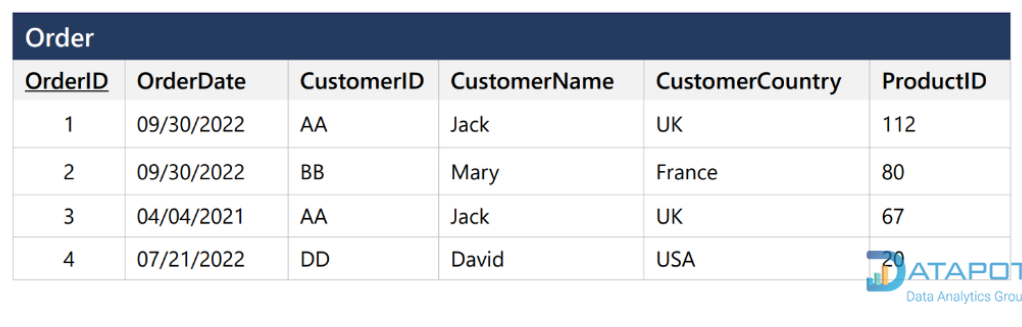 Order
OrderID OrderDate CustomerID CustomerName CustomerCountry ProductID
1 09/30/2022 AA Jack UK 112
2 09/30/2022 BB Mary France 80
3 04/04/2021 AA Jack UK 67
4 07/21/2022 DD David USA 20
DATAPOT
Data Analytics Grou